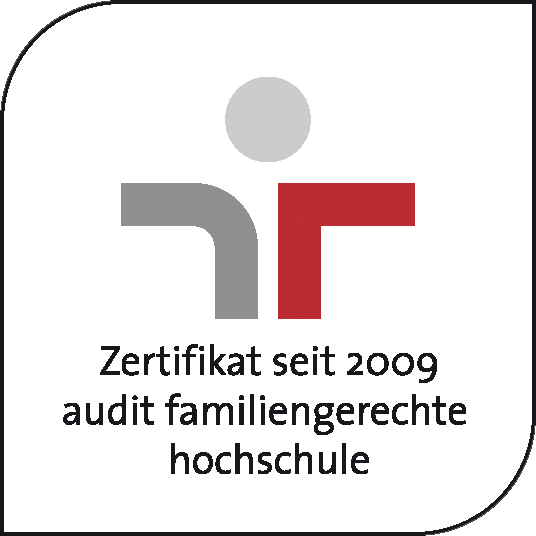 Zertifikat seit 2009
audit familiengerechte
hochschule